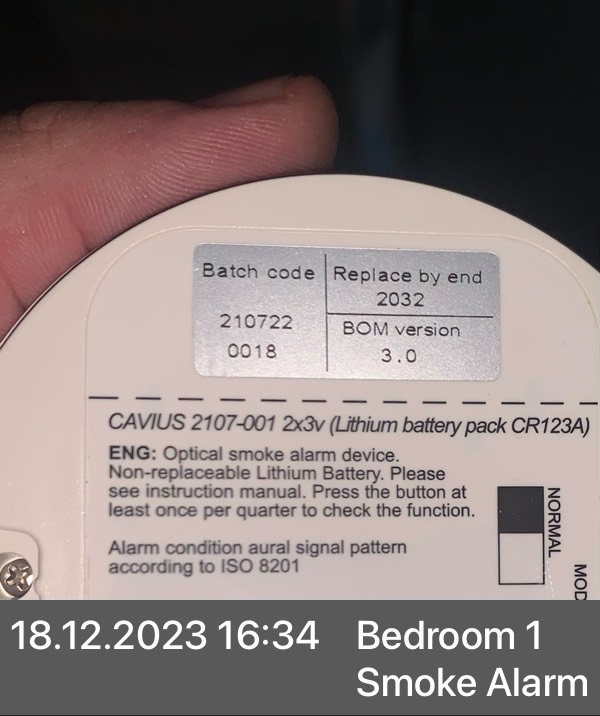 Batch code
210722
0018
Replace by end
2032
BOM version
3.0
CAVIUS 2107-001 2x3v (Lithium battery pack CR123A)
ENG: Optical smoke alarm device.
Non-replaceable Lithium Battery. Please
see instruction manual. Press the button at
least once per quarter to check the function.
Alarm condition aural signal pattern
according to ISO 8201
NORMAL
18.12.2023 16:34
Bedroom 1
Smoke Alarm